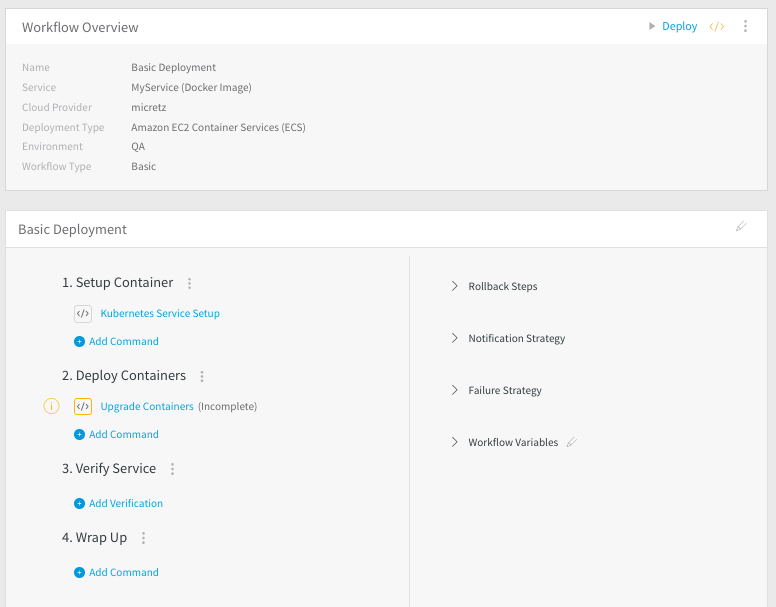 Workflow Overview
Deploy </>
Name Basic Deployment
Service MyService (Docker Image)
Cloud Provider micretz
Deployment Type Amazon EC2 Container Services (ECS)
Environment QA
Workflow Type Basic
Basic Deployment
1. Setup Container
</> Kubernetes Service Setup
Add Command
2. Deploy Containers
</> Upgrade Containers (Incomplete)
Add Command
3. Verify Service
Add Verification
4. Wrap Up
Add Command
Rollback Steps
Notification Strategy
Failure Strategy
Workflow Variables